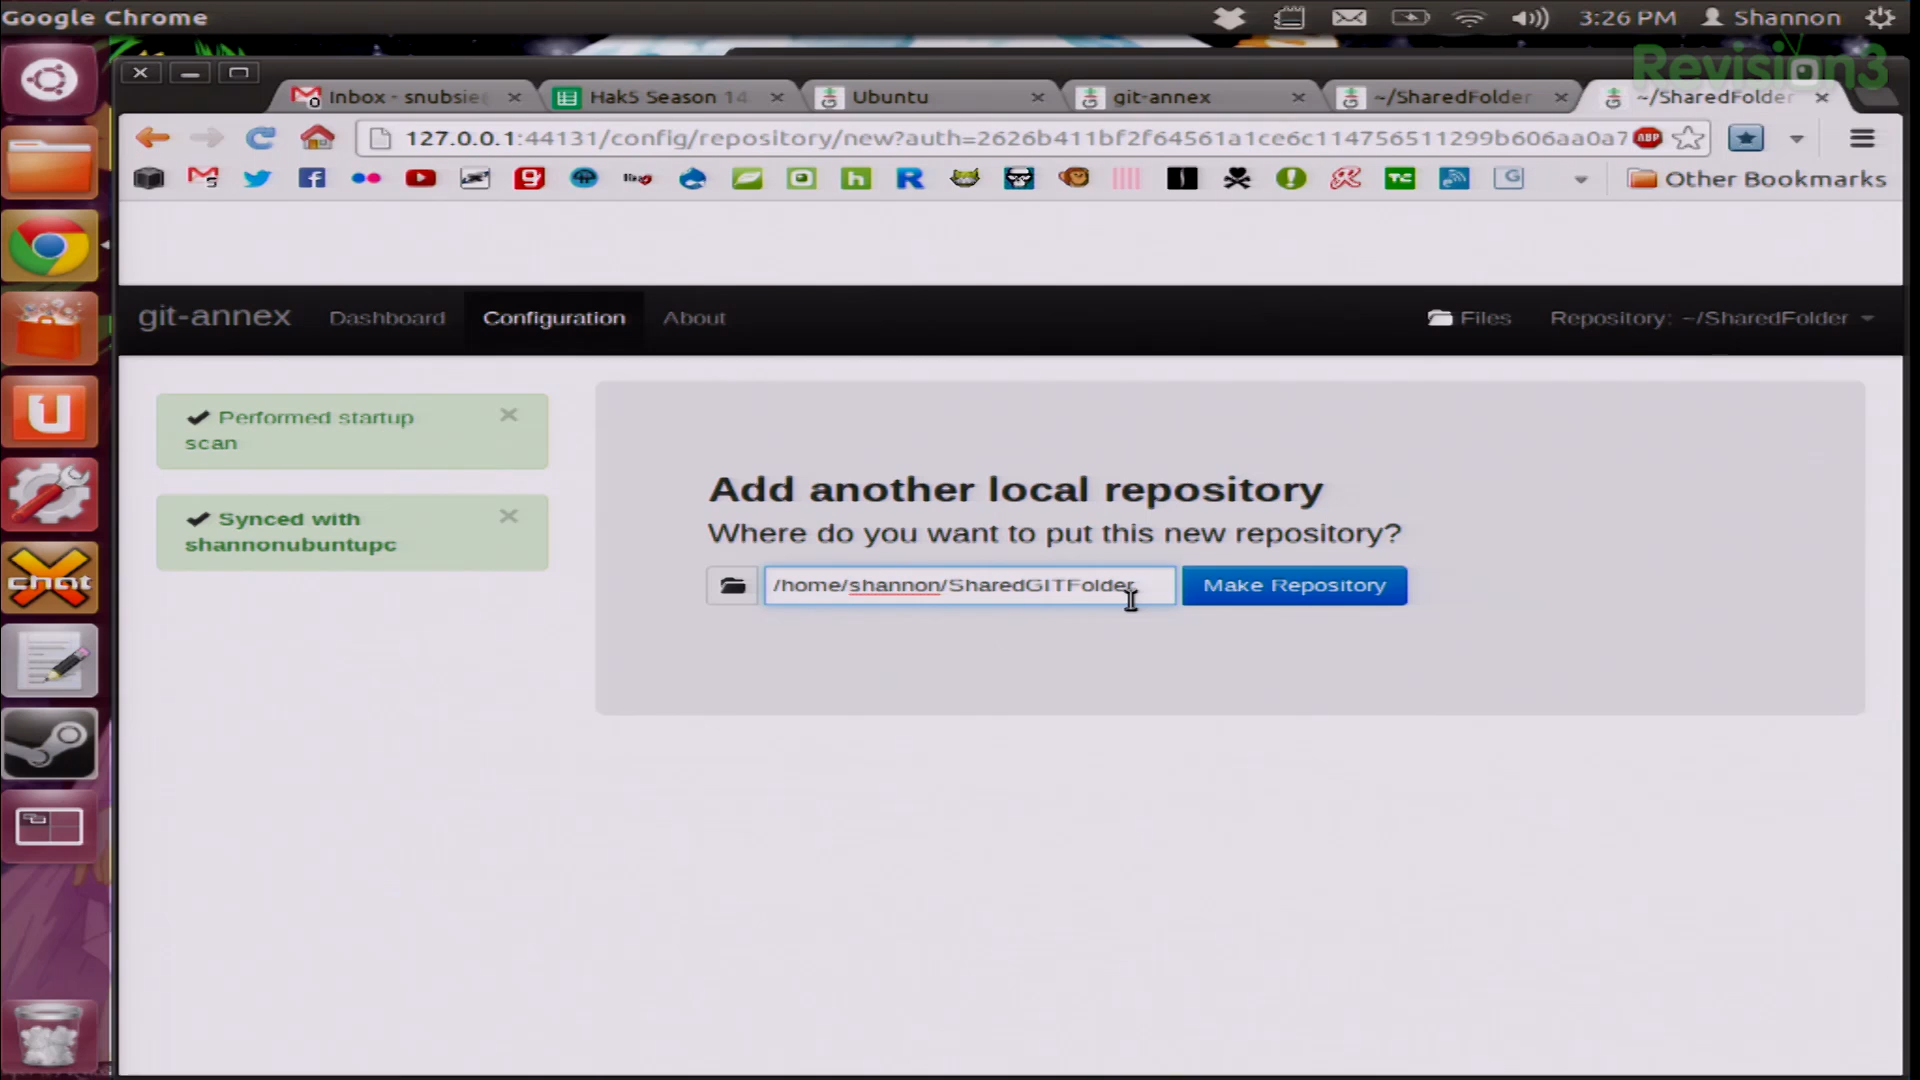 Google Chrome
3:26 PM
Shannon
Revision3
Inbox - snubsie
Hak5 Season 14
Ubuntu
git-annex
~/SharedFolder
~/SharedFolder
127.0.0.1:44131/config/repository/new?auth=2626b411bf2f64561a1ce6c114756511299b606aa0a7
ABP
Other Bookmarks
git-annex
Dashboard
Configuration
About
Files
Repository: ~/SharedFolder
Performed startup
scan
Synced with
shannonubuntupc
Add another local repository
Where do you want to put this new repository?
/home/shannon/SharedGITFolder
Make Repository
chat